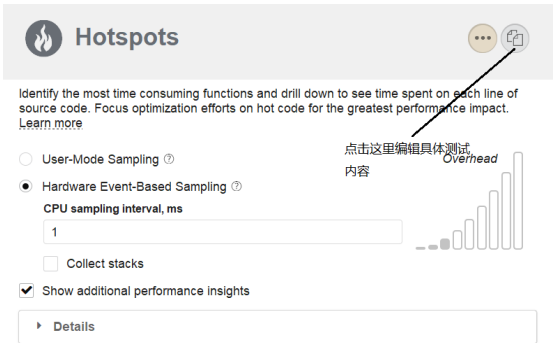 Hotspots
Identify the most time consuming functions and drill down to see time spent on each line of
source code. Focus optimization efforts on hot code for the greatest performance impact.
Learn more
点击这里编辑具体测试
内容
User-Mode Sampling
Overhead
Hardware Event-Based Sampling
CPU sampling interval, ms
1
Collect stacks
Show additional performance insights
Details